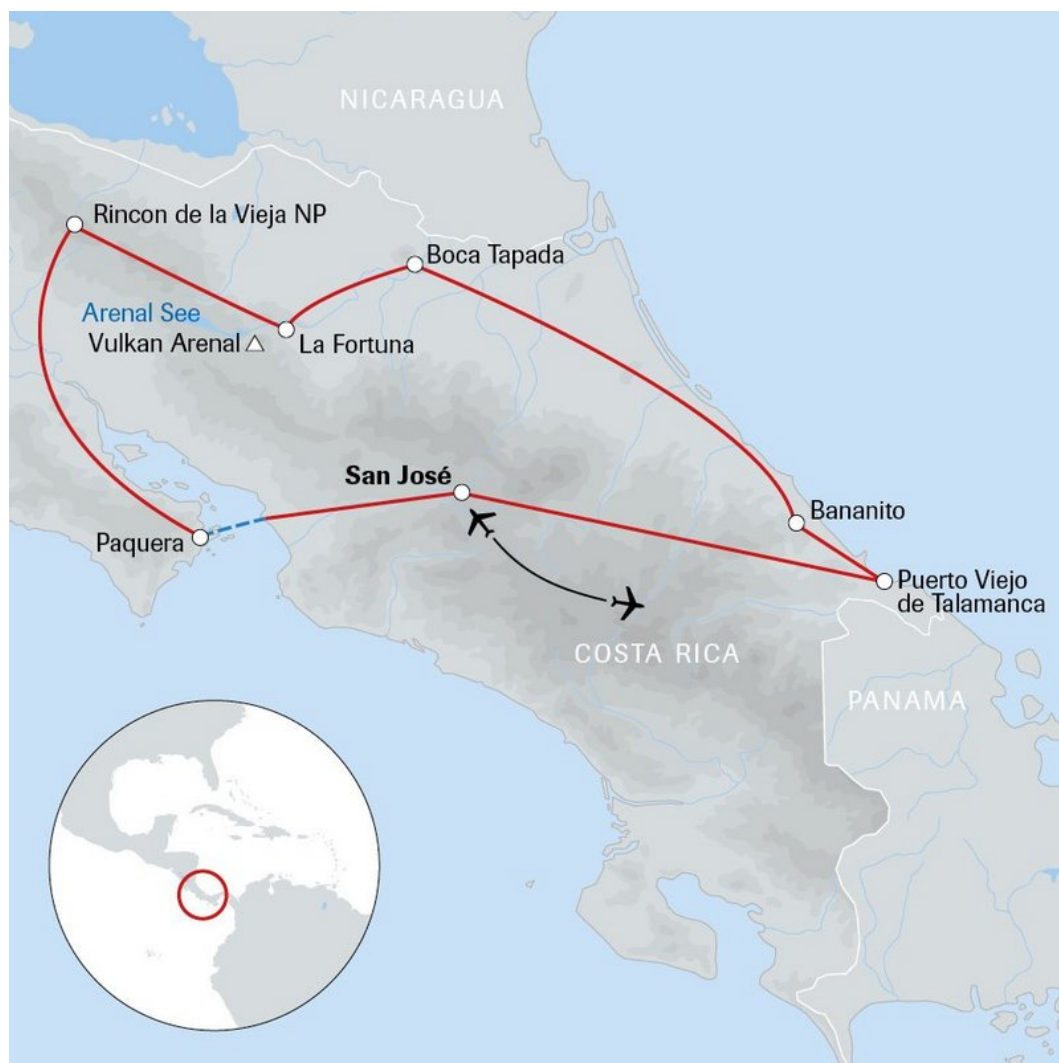 NICARAGUA
Rincon de la Vieja NP
Boca Tapada
Arenal See
Vulkan Arenal
La Fortuna
San José
Bananito
Paquera
Puerto Viejo
de Talamanca
COSTA RICA
PANAMA